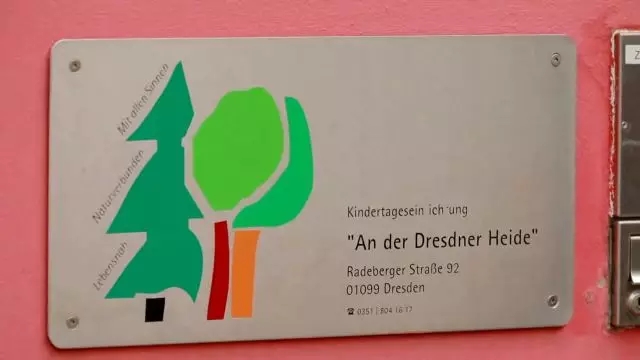 Mit allen Sinnen
Naturverbunden
Lebensnah
Kindertagesein ich ung
"An der Dresdner Heide"
Radeberger Straße 92
01099 Dresden
☎ 0351 | 804 16 17
Z